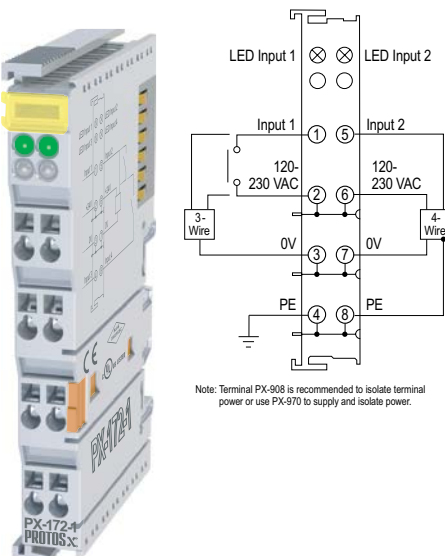 LED Input 1
LED Input 2
Input 1
1
5
Input 2
120-
230 VAC
2
6
120-
230 VAC
3-
Wire
4-
Wire
0V
3
7
0V
PE
4
8
PE
Note: Terminal PX-908 is recommended to isolate terminal
power or use PX-970 to supply and isolate power.
CE
UL
PX-172-1
PX-172-1
PROTOS X